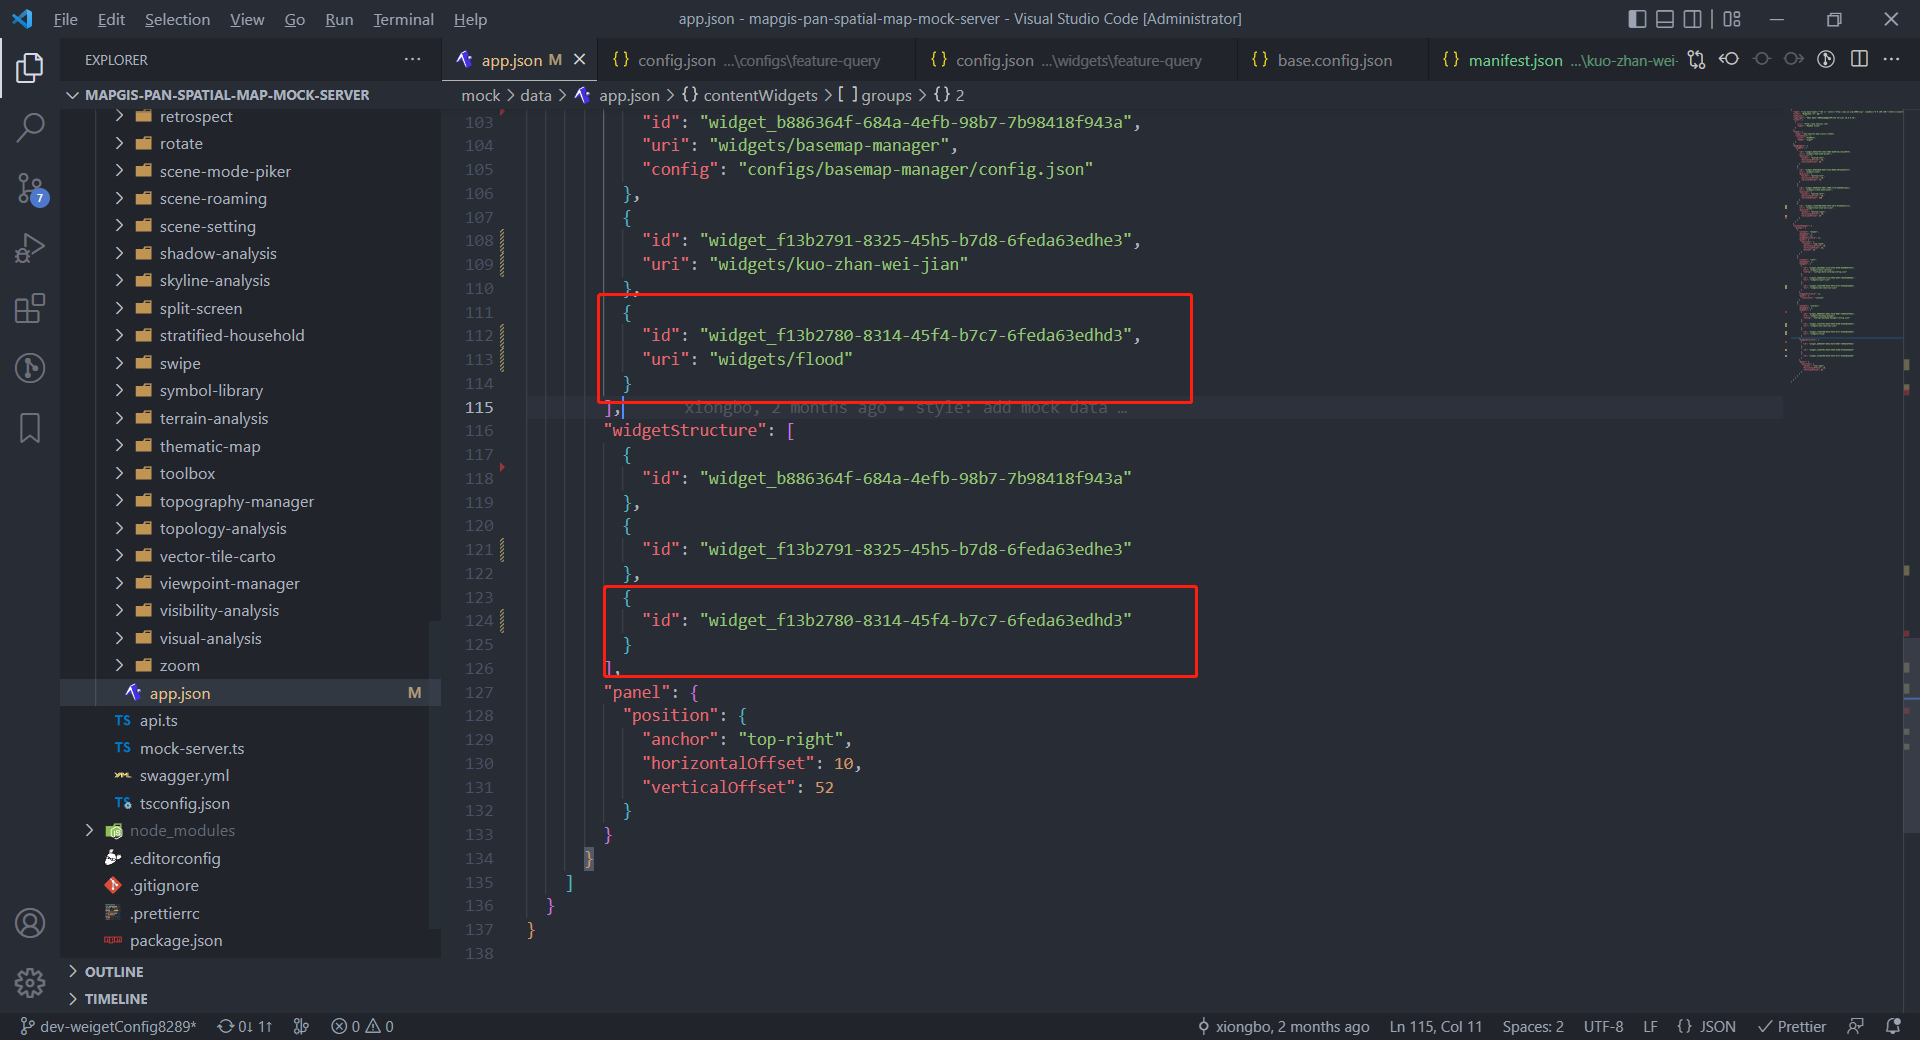 File Edit Selection View Go Run Terminal Help
app.json - mapgis-pan-spatial-map-mock-server - Visual Studio Code [Administrator]
EXPLORER
app.json M
config.json ...\configs\feature-query
config.json ...\widgets\feature-query
base.config.json
manifest.json ...\kuo-zhan-wei-
MAPGIS-PAN-SPATIAL-MAP-MOCK-SERVER
retrospect
rotate
scene-mode-piker
scene-roaming
scene-setting
shadow-analysis
skyline-analysis
split-screen
stratified-household
swipe
symbol-library
terrain-analysis
thematic-map
toolbox
topography-manager
topology-analysis
vector-tile-carto
viewpoint-manager
visibility-analysis
visual-analysis
zoom
app.json M
TS api.ts
TS mock-server.ts
swagger.yml
TS tsconfig.json
node_modules
.editorconfig
.gitignore
.prettierrc
package.json
OUTLINE
TIMELINE
7
mock > data > app.json > {} contentWidgets > [ ] groups > {} 2
103 "id": "widget_b886364f-684a-4efb-98b7-7b98418f943a",
104 "uri": "widgets/basemap-manager",
105 "config": "configs/basemap-manager/config.json"
106 },
107 {
108 "id": "widget_f13b2791-8325-45h5-b7d8-6feda63edhe3",
109 "uri": "widgets/kuo-zhan-wei-jian"
110 },
111 {
112 "id": "widget_f13b2780-8314-45f4-b7c7-6feda63edhd3",
113 "uri": "widgets/flood"
114 }
115 ], xiongbo, 2 months ago • style: add mock data …
116 "widgetStructure": [
117 {
118 "id": "widget_b886364f-684a-4efb-98b7-7b98418f943a"
119 },
120 {
121 "id": "widget_f13b2791-8325-45h5-b7d8-6feda63edhe3"
122 },
123 {
124 "id": "widget_f13b2780-8314-45f4-b7c7-6feda63edhd3"
125 }
126 ],
127 "panel": {
128 "position": {
129 "anchor": "top-right",
130 "horizontalOffset": 10,
131 "verticalOffset": 52
132 }
133 }
134 }
135 ]
136 }
137 }
138
dev-weigetConfig8289* 0↓ 1↑ 0 0
xiongbo, 2 months ago Ln 115, Col 11 Spaces: 2 UTF-8 LF {} JSON Prettier